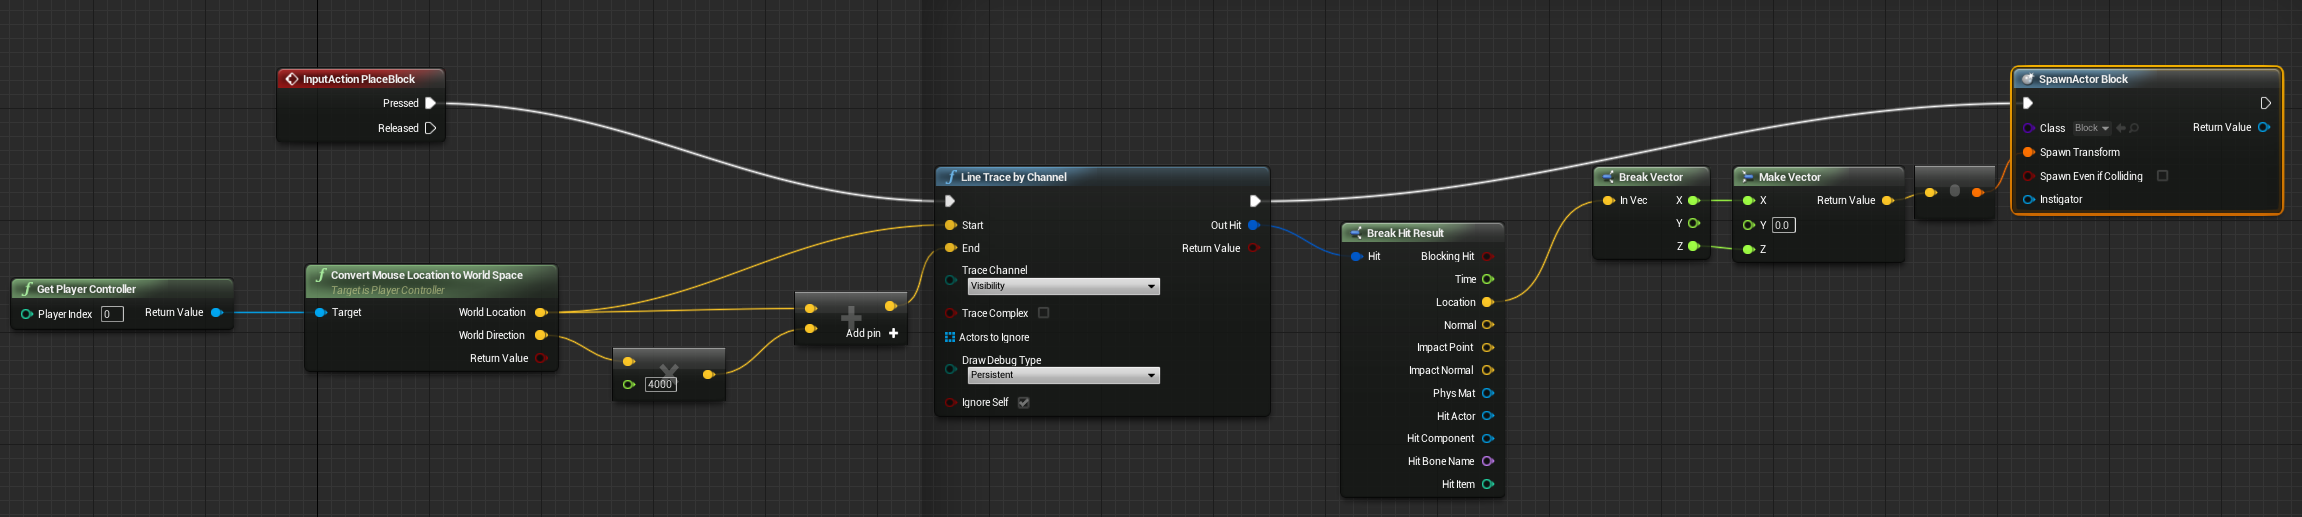 InputAction PlaceBlock
Pressed
Released
Get Player Controller
Player Index 0 Return Value
Convert Mouse Location to World Space
Target is Player Controller
Target World Location
World Direction
Return Value
4000
Add pin
Line Trace by Channel
Start Out Hit
End Return Value
Trace Channel
Visibility
Trace Complex
Actors to Ignore
Draw Debug Type
Persistent
Ignore Self
Break Hit Result
Hit Blocking Hit
Time
Location
Normal
Impact Point
Impact Normal
Phys Mat
Hit Actor
Hit Component
Hit Bone Name
Hit Item
Break Vector
In Vec X
Y
Z
Make Vector
X Return Value
Y 0.0
Z
SpawnActor Block
Class Block Return Value
Spawn Transform
Spawn Even if Colliding
Instigator